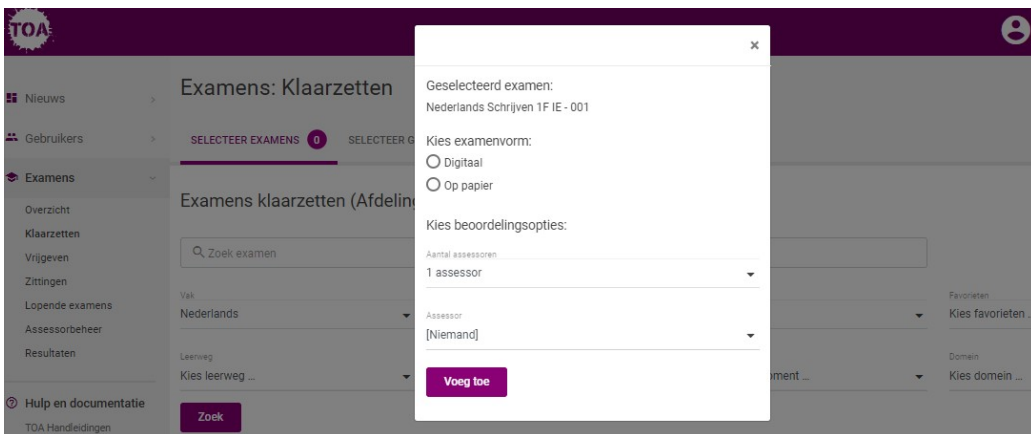 TOA
Nieuws
Gebruikers
Examens
Overzicht
Klaarzetten
Vrijgeven
Zittingen
Lopende examens
Assessorbeheer
Resultaten
Hulp en documentatie
TOA Handleidingen
Examens: Klaarzetten
SELECTEER EXAMENS 0 SELECTEER G
Examens klaarzetten (Afdeling
Zoek examen
Vak
Nederlands
Leerweg
Kies leerweg ...
Zoek
×
Geselecteerd examen:
Nederlands Schrijven 1F IE - 001
Kies examenvorm:
Digitaal
Op papier
Kies beoordelingsopties:
Aantal assessoren
1 assessor
Assessor
[Niemand]
Voeg toe
oment ...
Favorieten
Kies favorieten .
Domein
Kies domein ...